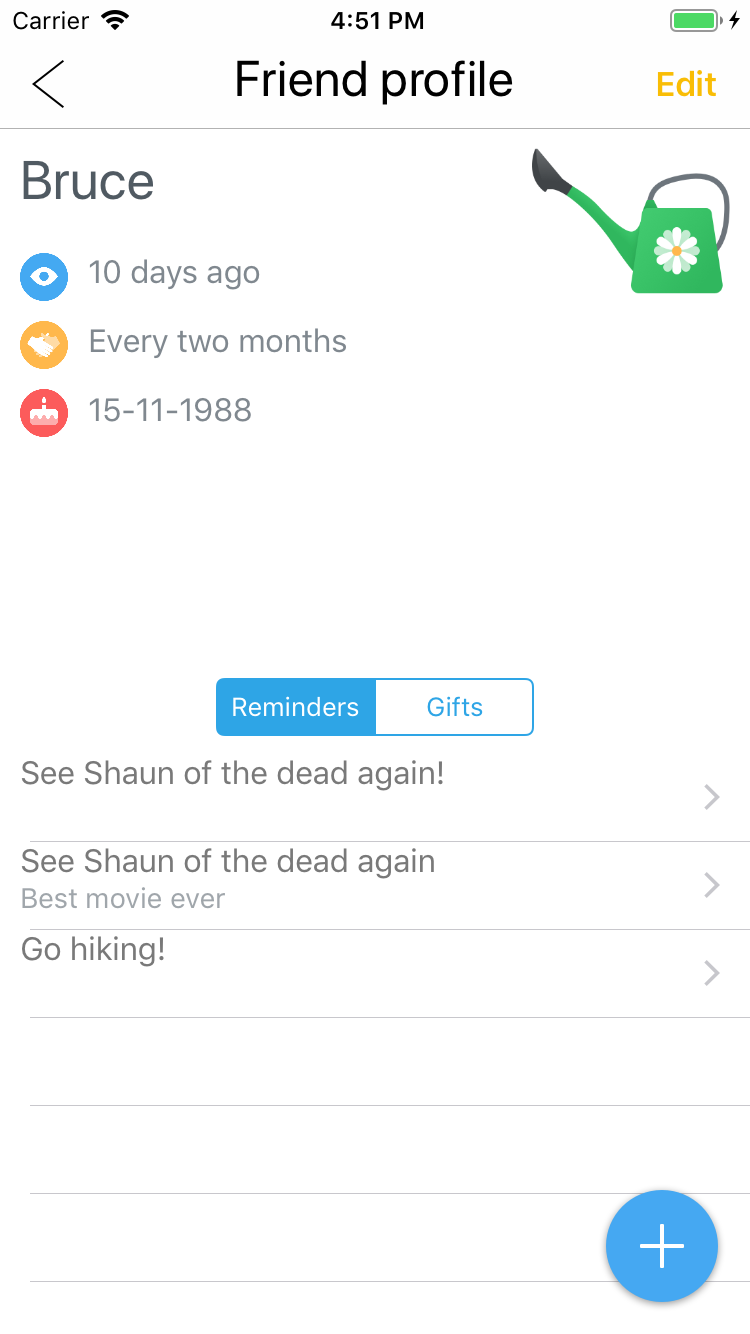 Carrier 4:51 PM
Friend profile Edit
Bruce
10 days ago
Every two months
15-11-1988
Reminders Gifts
See Shaun of the dead again!
See Shaun of the dead again
Best movie ever
Go hiking!